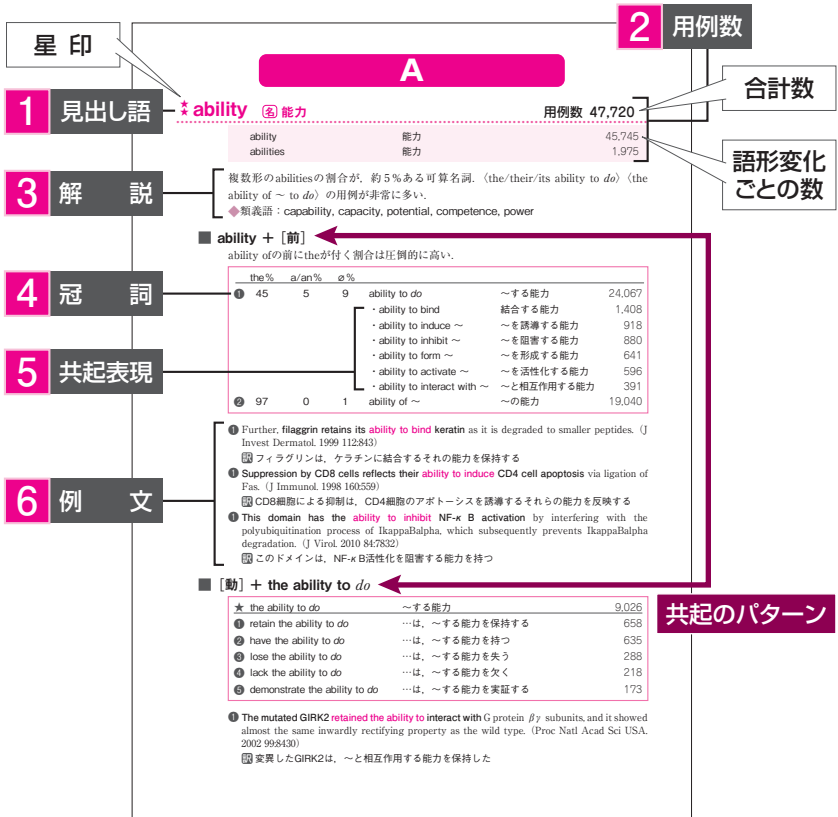 星 印
2 用例数
A
1 見出し語
★★ ability 名 能力 用例数 47,720
合計数
ability 能力 45,745
abilities 能力 1,975
語形変化
ごとの数
3 解 説
複数形のabilitiesの割合が，約5％ある可算名詞．〈the/their/its ability to do〉〈the
ability of ～ to do〉の用例が非常に多い．
◆類義語：capability, capacity, potential, competence, power
■ ability ＋［前］
ability ofの前にtheが付く割合は圧倒的に高い．
4 冠 詞
the% a/an% ø%
❶ 45 5 9 ability to do ～する能力 24,067
・ability to bind 結合する能力 1,408
・ability to induce ～ ～を誘導する能力 918
・ability to inhibit ～ ～を阻害する能力 880
・ability to form ～ ～を形成する能力 641
・ability to activate ～ ～を活性化する能力 596
・ability to interact with ～ ～と相互作用する能力 391
❷ 97 0 1 ability of ～ ～の能力 19,040
5 共起表現
6 例 文
❶ Further, filaggrin retains its ability to bind keratin as it is degraded to smaller peptides.（J
Invest Dermatol. 1999 112:843）
訳 フィラグリンは，ケラチンに結合するそれの能力を保持する
❶ Suppression by CD8 cells reflects their ability to induce CD4 cell apoptosis via ligation of
Fas.（J Immunol. 1998 160:559）
訳 CD8細胞による抑制は，CD4細胞のアポトーシスを誘導するそれらの能力を反映する
❶ This domain has the ability to inhibit NF-κ B activation by interfering with the
polyubiquitination process of IkappaBalpha, which subsequently prevents IkappaBalpha
degradation.（J Virol. 2010 84:7832）
訳 このドメインは，NF-κ B活性化を阻害する能力を持つ
■［動］＋ the ability to do
共起のパターン
★ the ability to do ～する能力 9,026
❶ retain the ability to do …は，～する能力を保持する 658
❷ have the ability to do …は，～する能力を持つ 635
❸ lose the ability to do …は，～する能力を失う 288
❹ lack the ability to do …は，～する能力を欠く 218
❺ demonstrate the ability to do …は，～する能力を実証する 173
❶ The mutated GIRK2 retained the ability to interact with G protein βγ subunits, and it showed
almost the same inwardly rectifying property as the wild type.（Proc Natl Acad Sci USA.
2002 99:8430）
訳 変異したGIRK2は，～と相互作用する能力を保持した